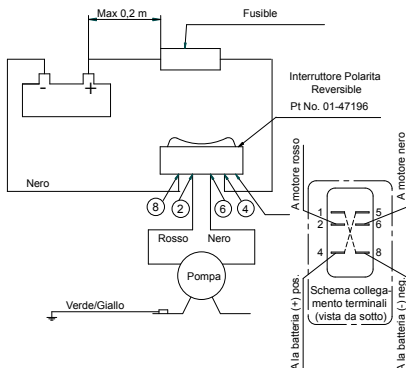 Max 0,2 m
Fusible
-
+
Interruttore Polarita
Reversible
Pt No. 01-47196
Nero
8
2
6
4
Rosso
Nero
Pompa
Verde/Giallo
A motore rosso
A motore nero
1
5
2
6
4
8
Schema collega-
mento terminali
(vista da sotto)
A la batteria (+) pos.
A la batteria (-) neg.